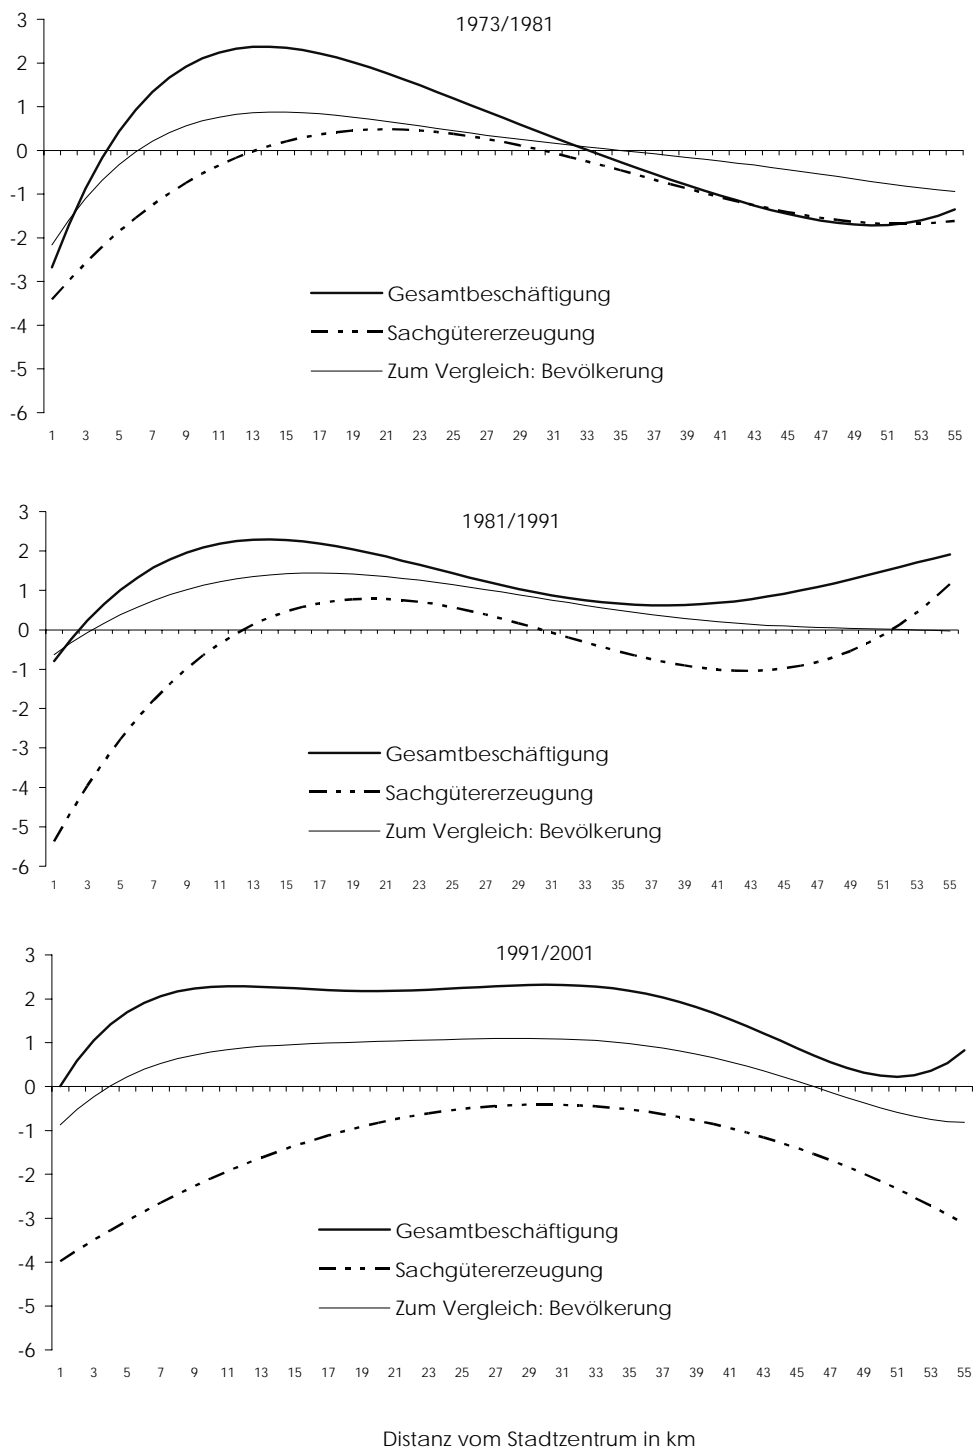 1973/1981
3
2
1
0
-1
-2
-3
-4
-5
-6
Gesamtbeschäftigung
Sachgütererzeugung
Zum Vergleich: Bevölkerung
1 3 5 7 9 11 13 15 17 19 21 23 25 27 29 31 33 35 37 39 41 43 45 47 49 51 53 55
1981/1991
3
2
1
0
-1
-2
-3
-4
-5
-6
Gesamtbeschäftigung
Sachgütererzeugung
Zum Vergleich: Bevölkerung
1 3 5 7 9 11 13 15 17 19 21 23 25 27 29 31 33 35 37 39 41 43 45 47 49 51 53 55
1991/2001
3
2
1
0
-1
-2
-3
-4
-5
-6
Gesamtbeschäftigung
Sachgütererzeugung
Zum Vergleich: Bevölkerung
1 3 5 7 9 11 13 15 17 19 21 23 25 27 29 31 33 35 37 39 41 43 45 47 49 51 53 55
Distanz vom Stadtzentrum in km